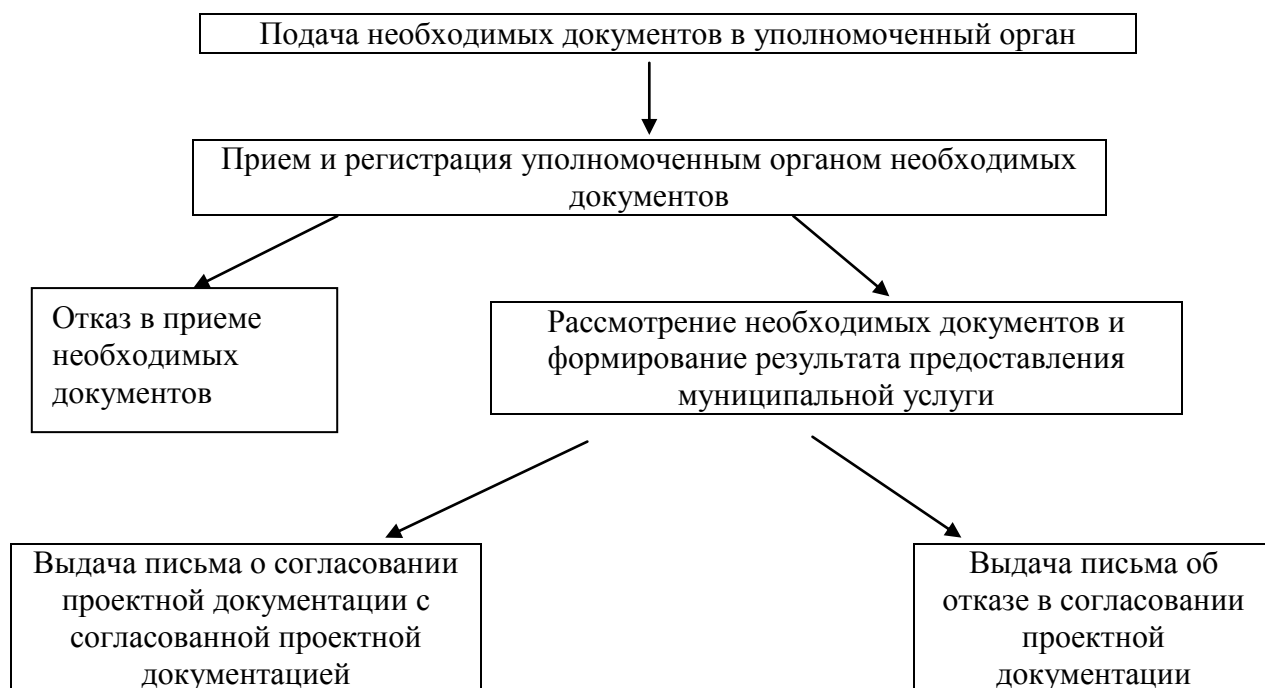 Подача необходимых документов в уполномоченный орган
Прием и регистрация уполномоченным органом необходимых
документов
Отказ в приеме
необходимых
документов
Рассмотрение необходимых документов и
формирование результата предоставления
муниципальной услуги
Выдача письма о согласовании
проектной документации с
согласованной проектной
документацией
Выдача письма об
отказе в согласовании
проектной
документации